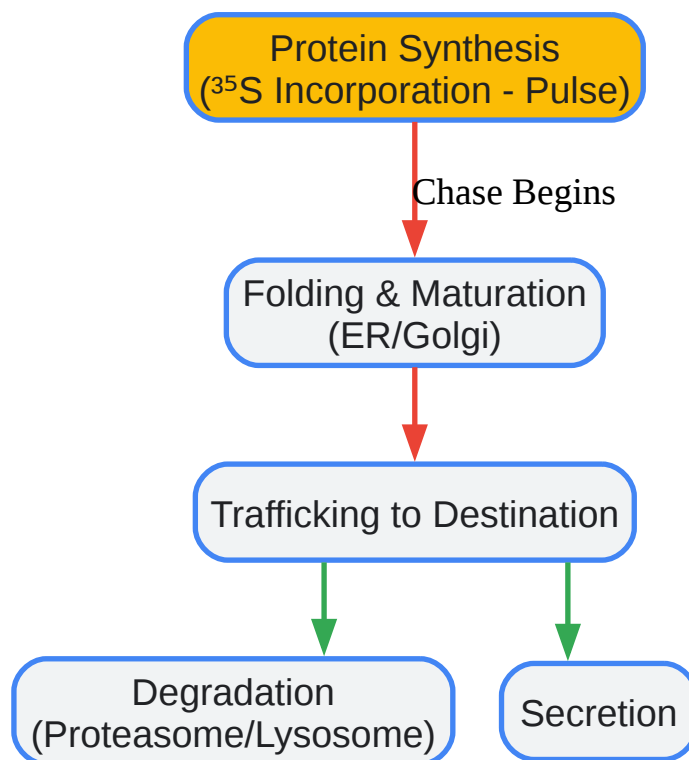 Protein Synthesis
(³⁵S Incorporation - Pulse)
Chase Begins
Folding & Maturation
(ER/Golgi)
Trafficking to Destination
Degradation
(Proteasome/Lysosome)
Secretion